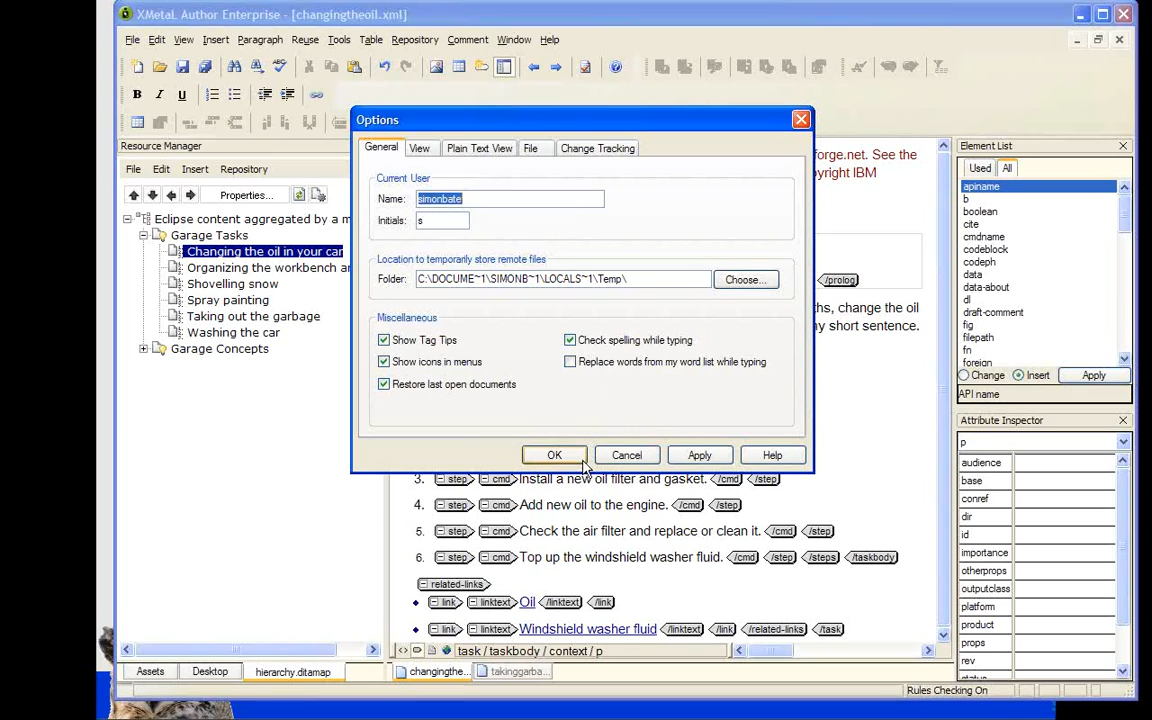 XMetaL Author Enterprise - [changingtheoil.xml]
File Edit View Insert Paragraph Reuse Tools Table Repository Comment Window Help
B I U
Resource Manager
File Edit Insert Repository
Properties...
Eclipse content aggregated by a m
Garage Tasks
Changing the oil in your car
Organizing the workbench an
Shovelling snow
Spray painting
Taking out the garbage
Washing the car
Garage Concepts
Assets Desktop hierarchy.ditamap
Options
General View Plain Text View File Change Tracking
Current User
Name: simonbate
Initials: s
Location to temporarily store remote files
Folder: C:\DOCUME~1\SIMONB~1\LOCALS~1\Temp\ Choose...
Miscellaneous
Show Tag Tips Check spelling while typing
Show icons in menus Replace words from my word list while typing
Restore last open documents
OK Cancel Apply Help
forge.net. See the
pyright IBM
/prolog
ths, change the oil
my short sentence.
3. step cmd Install a new oil filter and gasket. /cmd /step
4. step cmd Add new oil to the engine. /cmd /step
5. step cmd Check the air filter and replace or clean it. /cmd /step
6. step cmd Top up the windshield washer fluid. /cmd /step /steps /taskbody
related-links
link linktext Oil /linktext /link
link linktext Windshield washer fluid /linktext /link /related-links /task
task / taskbody / context / p
changingthe... takinggarba...
Element List
Used All
apiname
b
boolean
cite
cmdname
codeblock
codeph
data
data-about
dl
draft-comment
fig
filepath
fn
foreign
Change Insert Apply
API name
Attribute Inspector
p
audience
base
conref
dir
id
importance
otherprops
outputclass
platform
product
props
rev
status
Rules Checking On